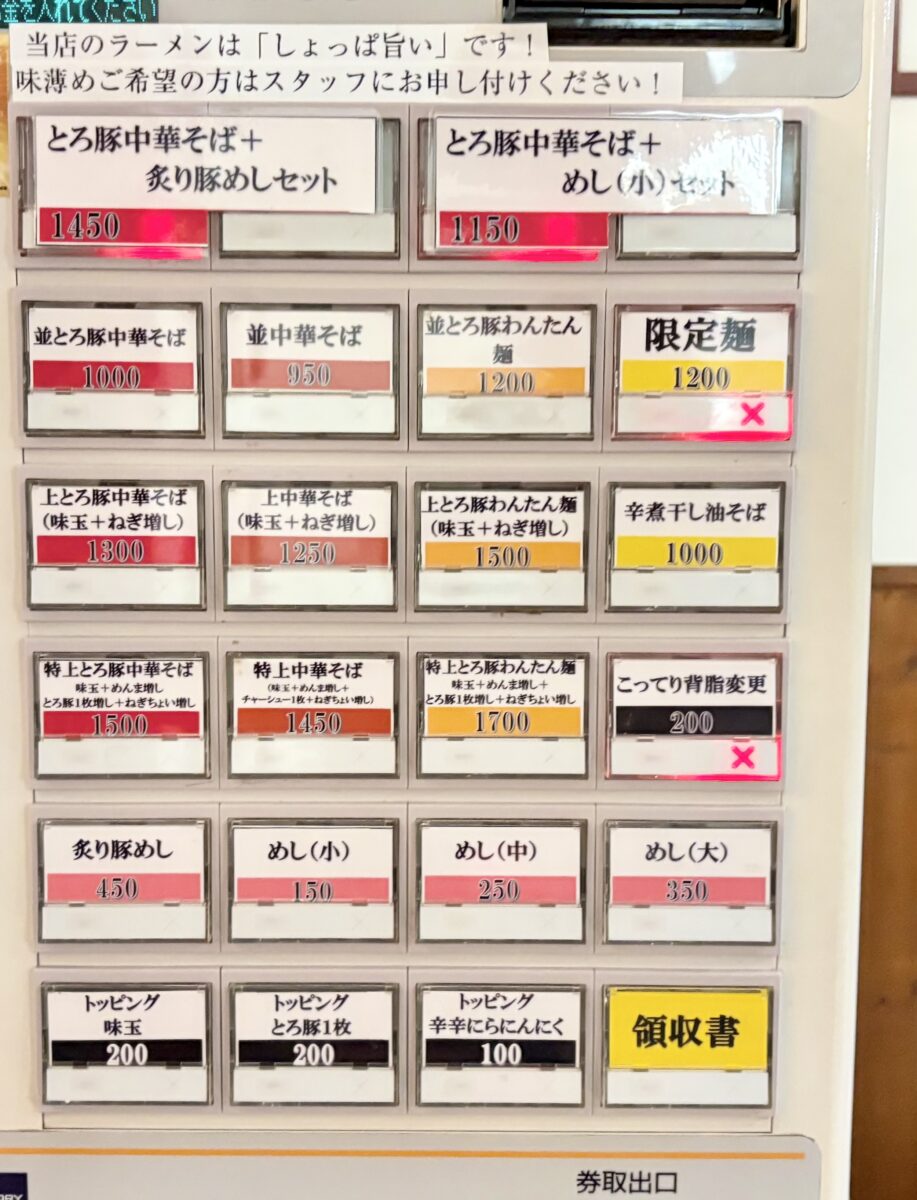 金を入れてください
当店のラーメンは「しょっぱ旨い」です！
味薄めご希望の方はスタッフにお申し付けください！
とろ豚中華そば＋
炙り豚めしセット
1450
とろ豚中華そば＋
めし（小）セット
1150
並とろ豚中華そば
1000
並中華そば
950
並とろ豚わんたん
麺
1200
限定麺
1200
×
上とろ豚中華そば
（味玉＋ねぎ増し）
1300
上中華そば
（味玉＋ねぎ増し）
1250
上とろ豚わんたん麺
（味玉＋ねぎ増し）
1500
辛煮干し油そば
1000
特上とろ豚中華そば
味玉＋めんま増し
とろ豚1枚増し＋ねぎちょい増し
1500
特上中華そば
（味玉＋めんま増し＋
チャーシュー1枚＋ねぎちょい増し）
1450
特上とろ豚わんたん麺
味玉＋めんま増し＋
とろ豚1枚増し＋ねぎちょい増し
1700
こってり背脂変更
200
×
炙り豚めし
450
めし（小）
150
めし（中）
250
めし（大）
350
トッピング
味玉
200
トッピング
とろ豚1枚
200
トッピング
辛辛にらにんにく
100
領収書
券取出口